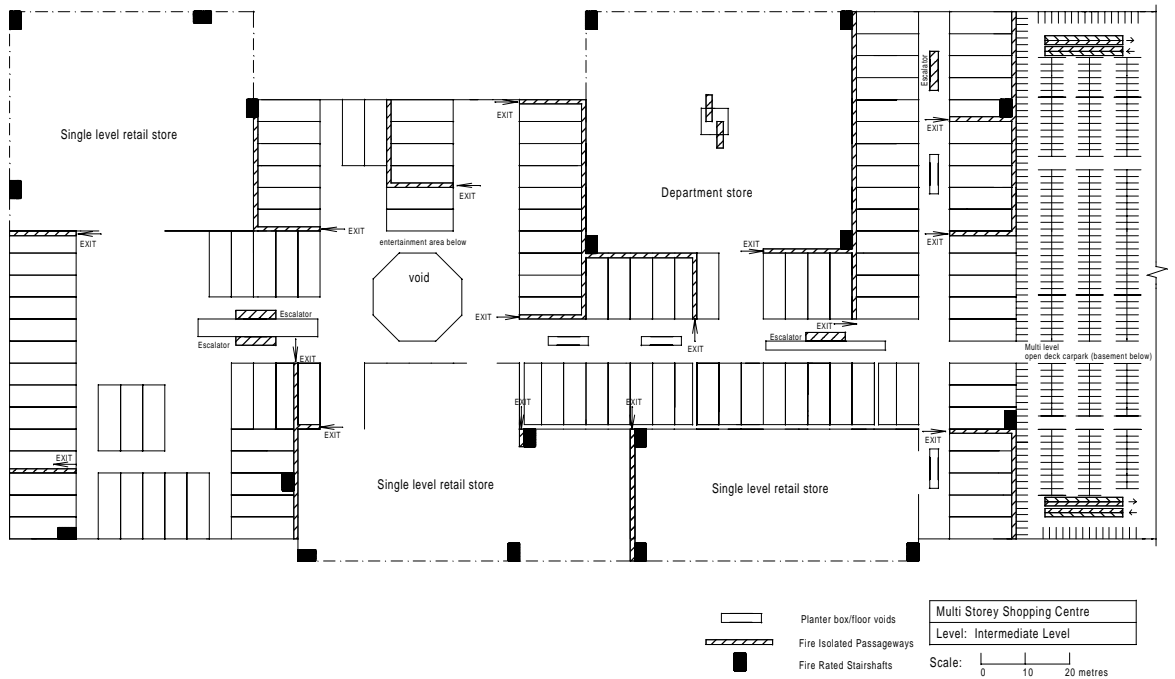 Single level retail store
EXIT
EXIT
EXIT
EXIT
EXIT
entertainment area below
void
Escalator
Escalator
EXIT
EXIT
EXIT
Department store
EXIT
EXIT
EXIT
Escalator
Escalator
EXIT
EXIT
Multi level
open deck carpark (basement below)
EXIT
EXIT
EXIT
EXIT
Single level retail store
Single level retail store
Planter box/floor voids
Fire Isolated Passageways
Fire Rated Stairshafts
Multi Storey Shopping Centre
Level: Intermediate Level
Scale:
0 10 20 metres